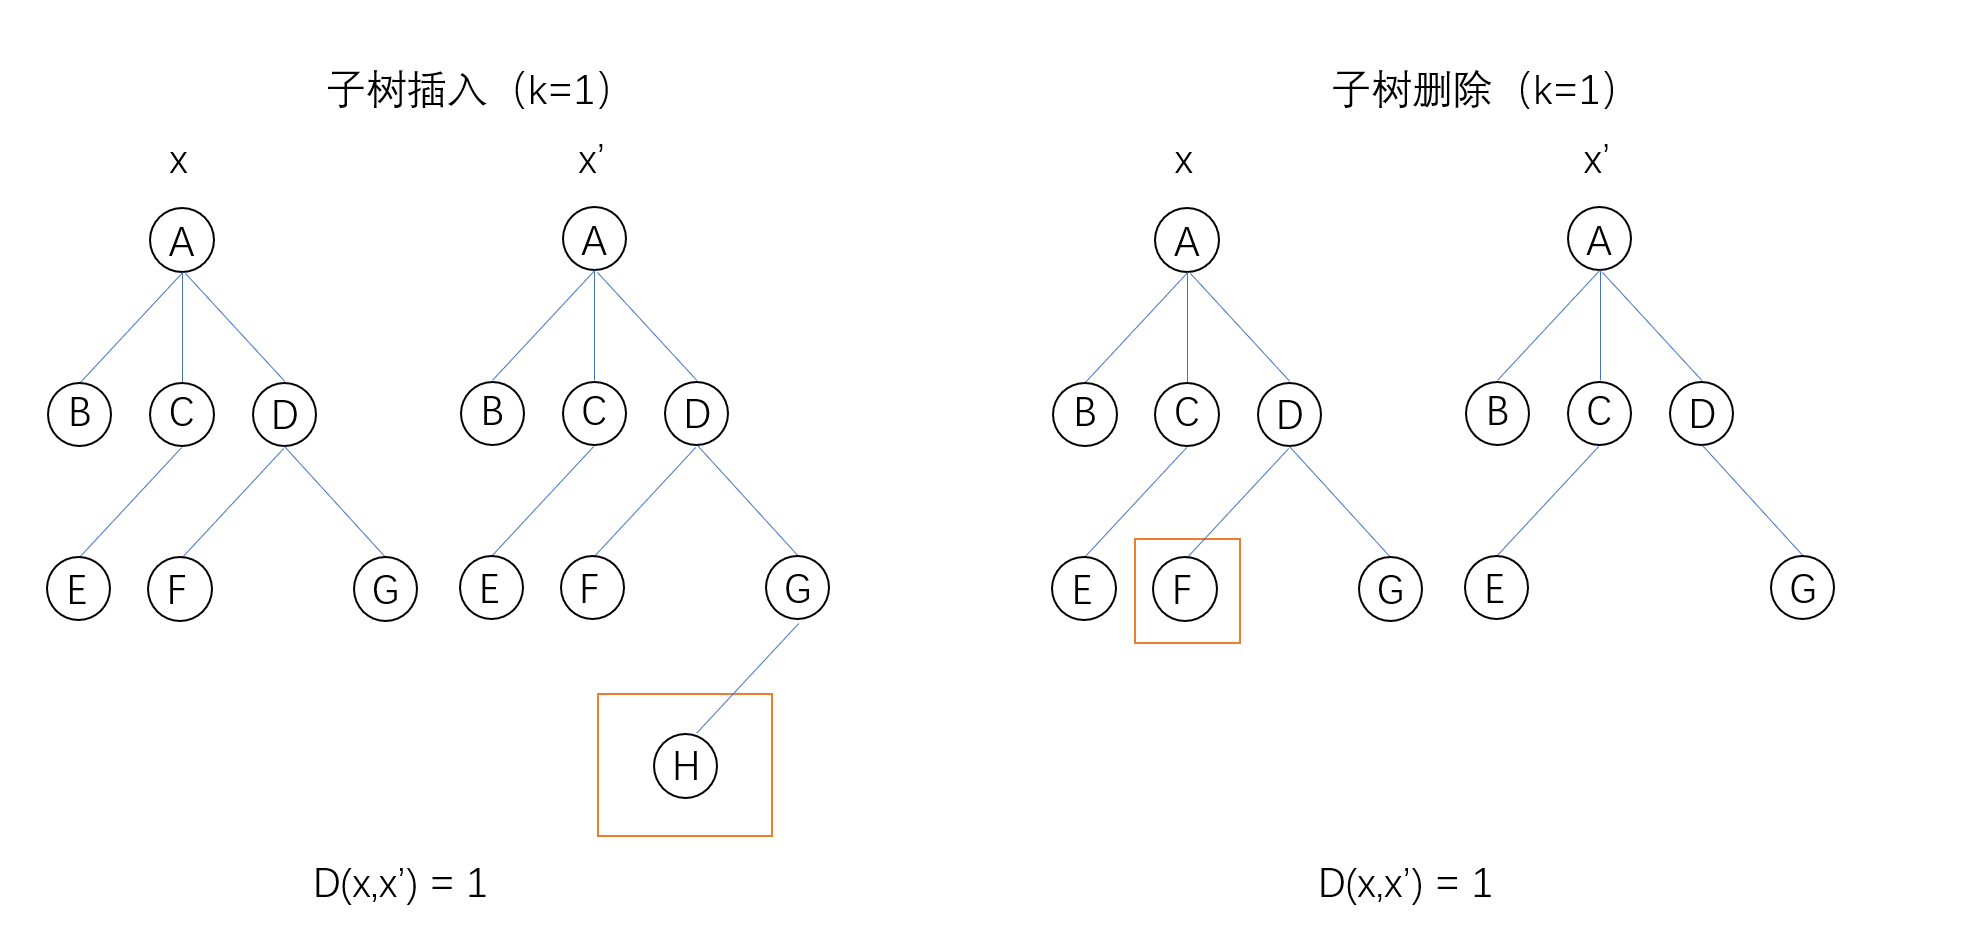 子树插入（k=1）
子树删除（k=1）
x
x’
x
x’
A
A
A
A
B
C
D
B
C
D
B
C
D
B
C
D
E
F
G
E
F
G
E
F
G
E
G
H
D(x,x’) = 1
D(x,x’) = 1